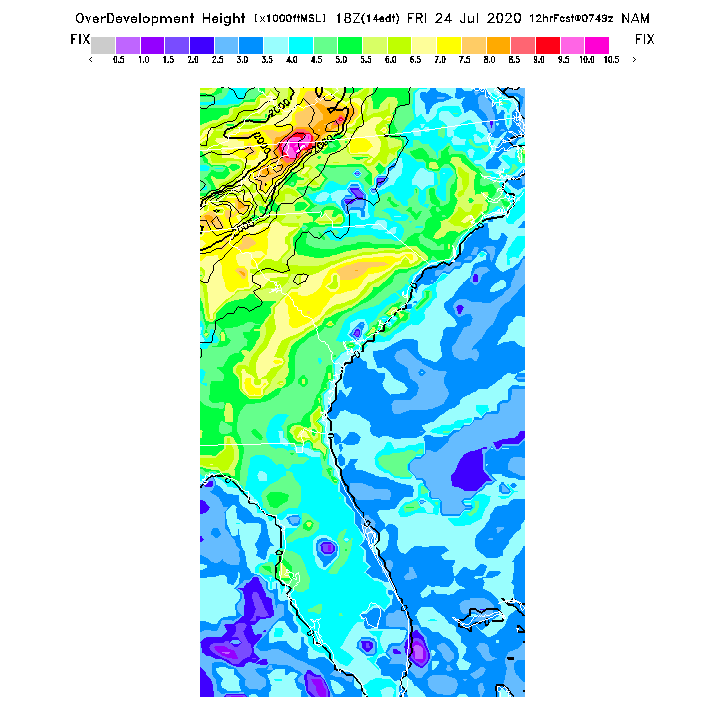 OverDevelopment Height [x1000ftMSL] 18Z(14edt) FRI 24 Jul 2020 12hrFcst@0749z NAM
FIX FIX
< 0.5 1.0 1.5 2.0 2.5 3.0 3.5 4.0 4.5 5.0 5.5 6.0 6.5 7.0 7.5 8.0 8.5 9.0 9.5 10.0 10.5 >
2000
2000